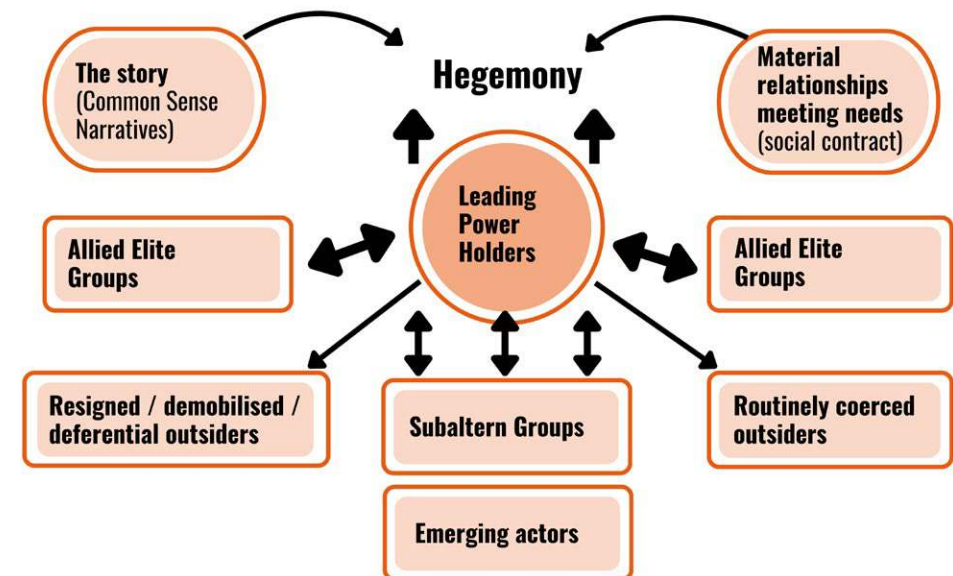 The story
(Common Sense
Narratives)
Hegemony
Material
relationships
meeting needs
(social contract)
Leading
Power
Holders
Allied Elite
Groups
Allied Elite
Groups
Resigned / demobilised /
deferential outsiders
Subaltern Groups
Routinely coerced
outsiders
Emerging actors